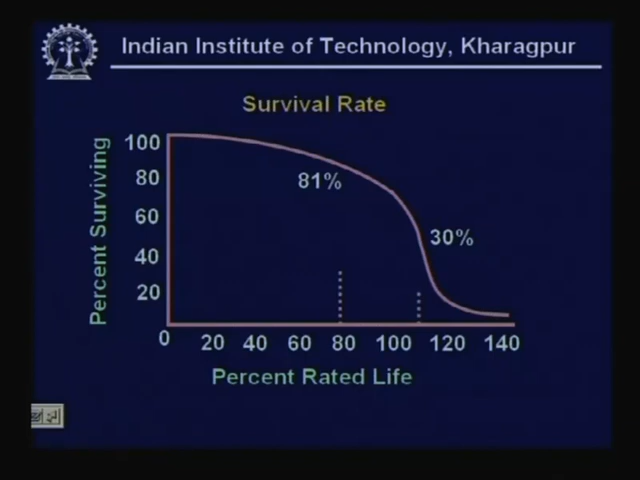 Indian Institute of Technology, Kharagpur
Survival Rate
Percent Surviving
100
80
60
40
20
81%
30%
0 20 40 60 80 100 120 140
Percent Rated Life